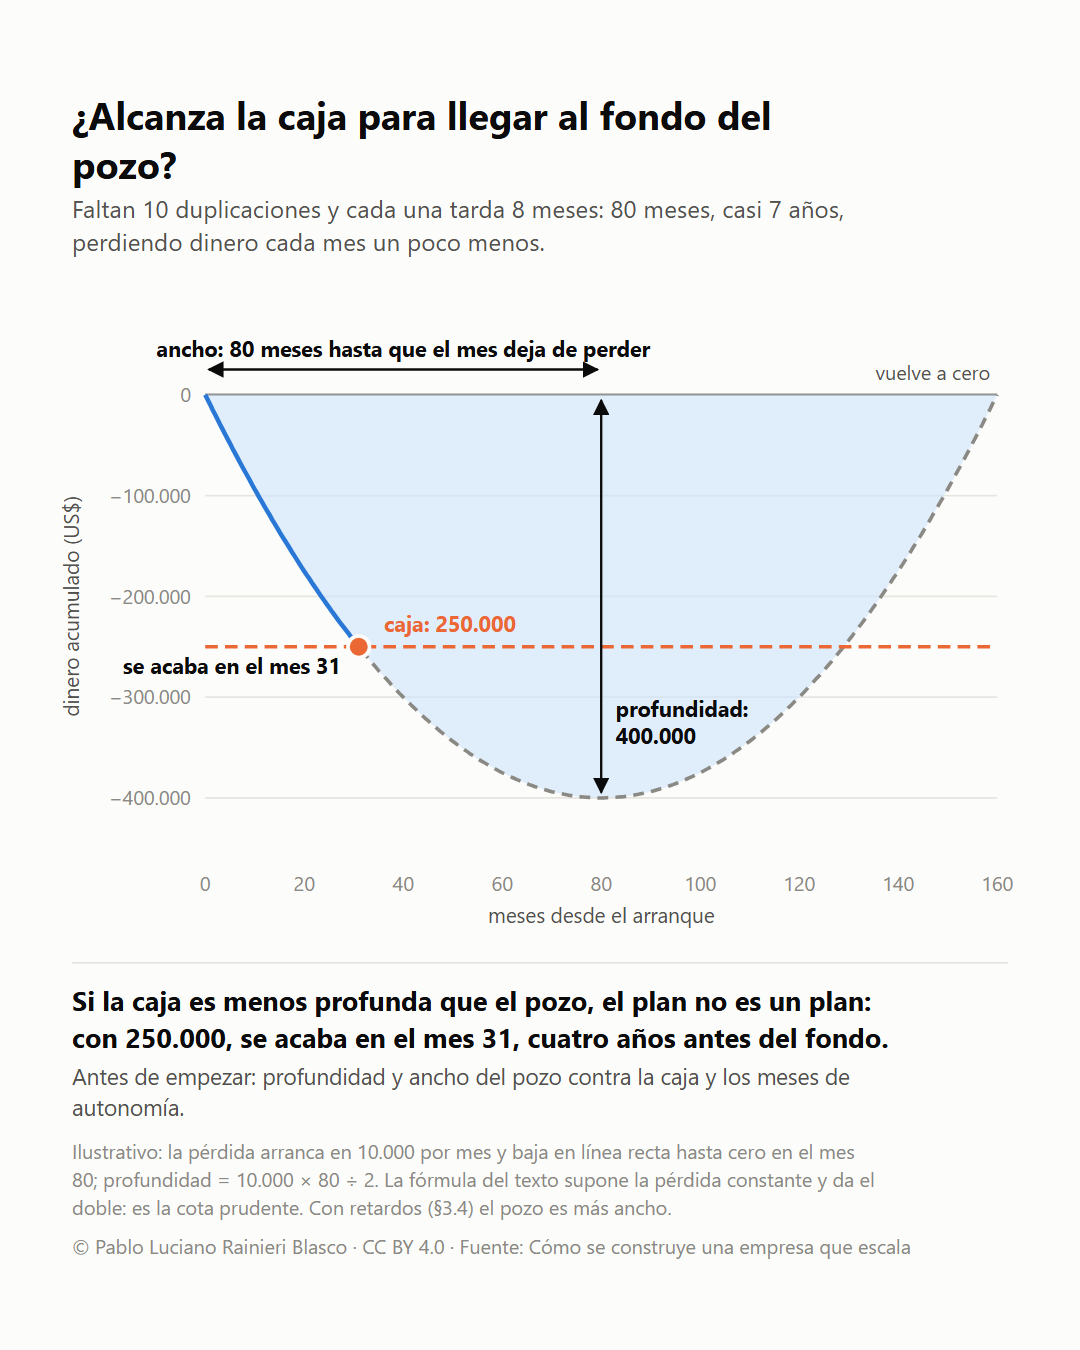 ¿Alcanza la caja para llegar al fondo del
pozo?
Faltan 10 duplicaciones y cada una tarda 8 meses: 80 meses, casi 7 años,
perdiendo dinero cada mes un poco menos.
ancho: 80 meses hasta que el mes deja de perder
vuelve a cero
0
−100.000
−200.000
caja: 250.000
se acaba en el mes 31
−300.000
profundidad:
400.000
−400.000
dinero acumulado (US$)
0 20 40 60 80 100 120 140 160
meses desde el arranque
Si la caja es menos profunda que el pozo, el plan no es un plan:
con 250.000, se acaba en el mes 31, cuatro años antes del fondo.
Antes de empezar: profundidad y ancho del pozo contra la caja y los meses de
autonomía.
Ilustrativo: la pérdida arranca en 10.000 por mes y baja en línea recta hasta cero en el mes
80; profundidad = 10.000 × 80 ÷ 2. La fórmula del texto supone la pérdida constante y da el
doble: es la cota prudente. Con retardos (§3.4) el pozo es más ancho.
© Pablo Luciano Rainieri Blasco · CC BY 4.0 · Fuente: Cómo se construye una empresa que escala